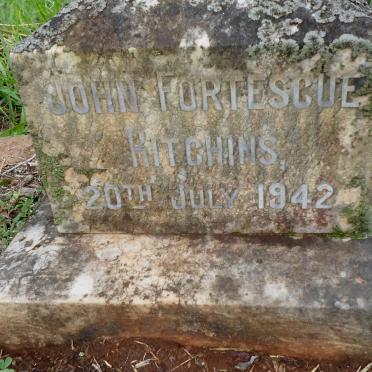 JOHN FORTESCUE
HITCHINS,
20TH JULY 1942